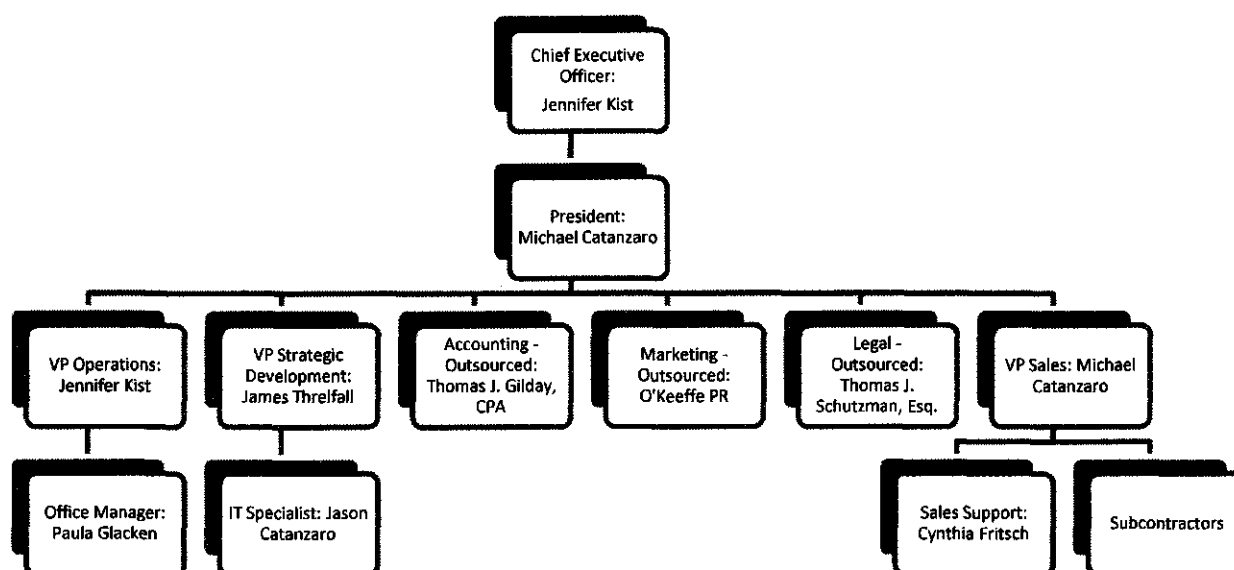 Chief Executive
Officer:
Jennifer Kist
President:
Michael Catanzaro
VP Operations:
Jennifer Kist
VP Strategic
Development:
James Threlfall
Accounting -
Outsourced:
Thomas J. Gilday,
CPA
Marketing -
Outsourced:
O'Keeffe PR
Legal -
Outsourced:
Thomas J.
Schutzman, Esq.
VP Sales: Michael
Catanzaro
Office Manager:
Paula Glacken
IT Specialist: Jason
Catanzaro
Sales Support:
Cynthia Fritsch
Subcontractors